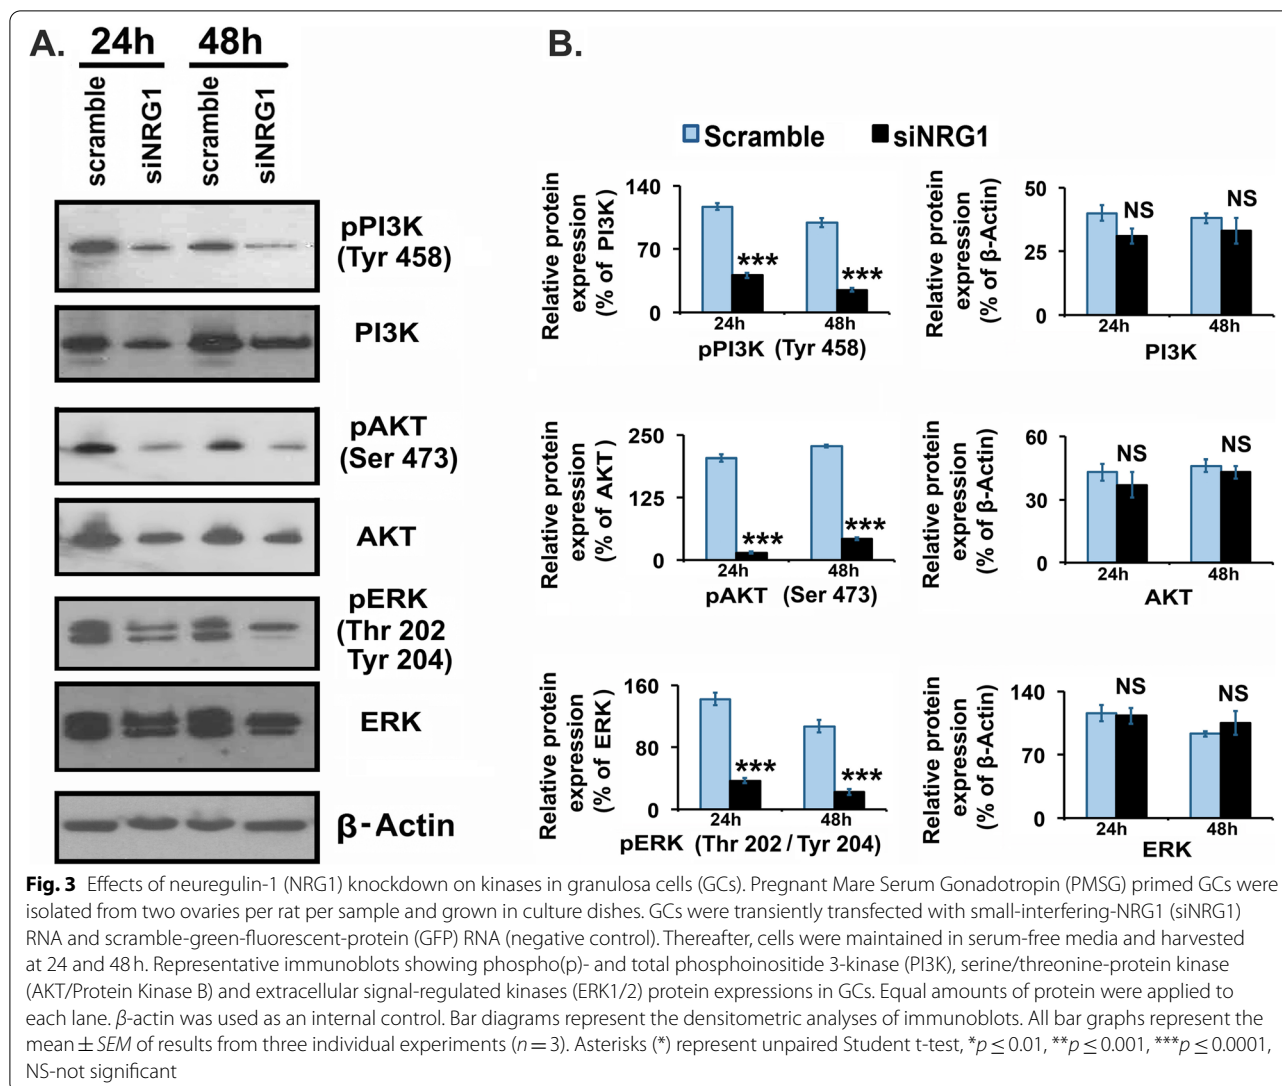 A.
24h 48h
scramble
siNRG1
scramble
siNRG1
pPI3K
(Tyr 458)
PI3K
pAKT
(Ser 473)
AKT
pERK
(Thr 202
Tyr 204)
ERK
β-Actin
B.
Scramble siNRG1
Relative protein
expression
(% of PI3K)
140
70
0
***
***
24h 48h
pPI3K (Tyr 458)
Relative protein
expression
(% of β-Actin)
50
25
0
NS
NS
24h 48h
PI3K
Relative protein
expression
(% of AKT)
250
125
0
***
***
24h 48h
pAKT (Ser 473)
Relative protein
expression
(% of β-Actin)
60
30
0
NS
NS
24h 48h
AKT
Relative protein
expression
(% of ERK)
160
80
0
***
***
24h 48h
pERK (Thr 202 / Tyr 204)
Relative protein
expression
(% of β-Actin)
140
70
0
NS
NS
24h 48h
ERK
Fig. 3 Effects of neuregulin-1 (NRG1) knockdown on kinases in granulosa cells (GCs). Pregnant Mare Serum Gonadotropin (PMSG) primed GCs were
isolated from two ovaries per rat per sample and grown in culture dishes. GCs were transiently transfected with small-interfering-NRG1 (siNRG1)
RNA and scramble-green-fluorescent-protein (GFP) RNA (negative control). Thereafter, cells were maintained in serum-free media and harvested
at 24 and 48 h. Representative immunoblots showing phospho(p)- and total phosphoinositide 3-kinase (PI3K), serine/threonine-protein kinase
(AKT/Protein Kinase B) and extracellular signal-regulated kinases (ERK1/2) protein expressions in GCs. Equal amounts of protein were applied to
each lane. β-actin was used as an internal control. Bar diagrams represent the densitometric analyses of immunoblots. All bar graphs represent the
mean ± SEM of results from three individual experiments (n = 3). Asterisks (*) represent unpaired Student t-test, *p ≤ 0.01, **p ≤ 0.001, ***p ≤ 0.0001,
NS-not significant